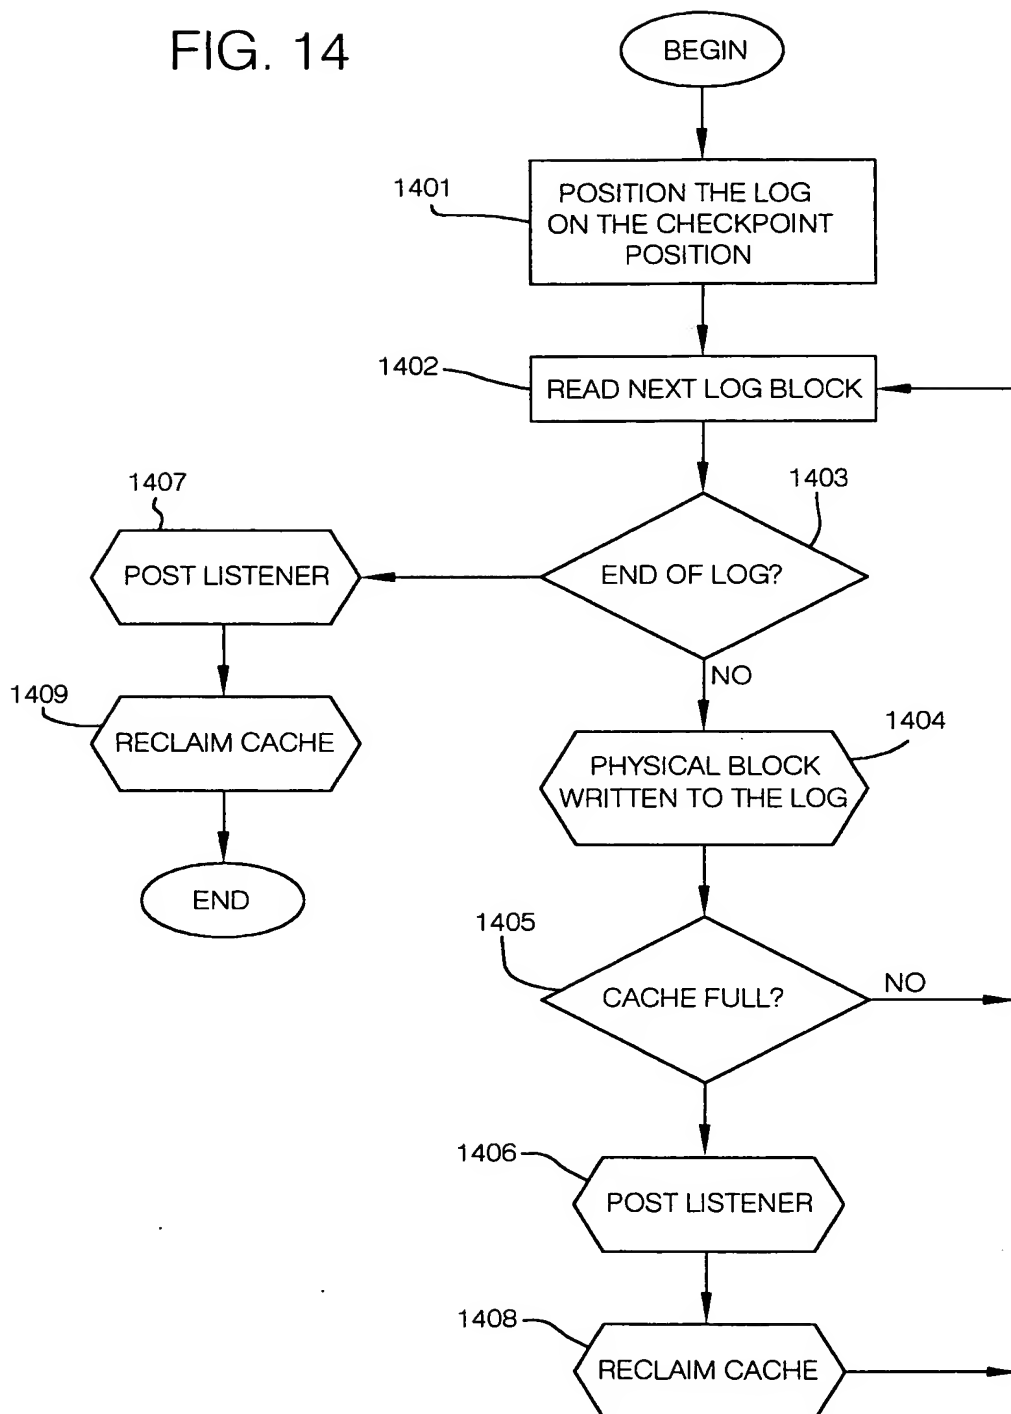 FIG. 14
BEGIN
1401
POSITION THE LOG
ON THE CHECKPOINT
POSITION
1402
READ NEXT LOG BLOCK
1403
END OF LOG?
1407
POST LISTENER
NO
1409
RECLAIM CACHE
1404
PHYSICAL BLOCK
WRITTEN TO THE LOG
END
1405
CACHE FULL?
NO
1406
POST LISTENER
1408
RECLAIM CACHE